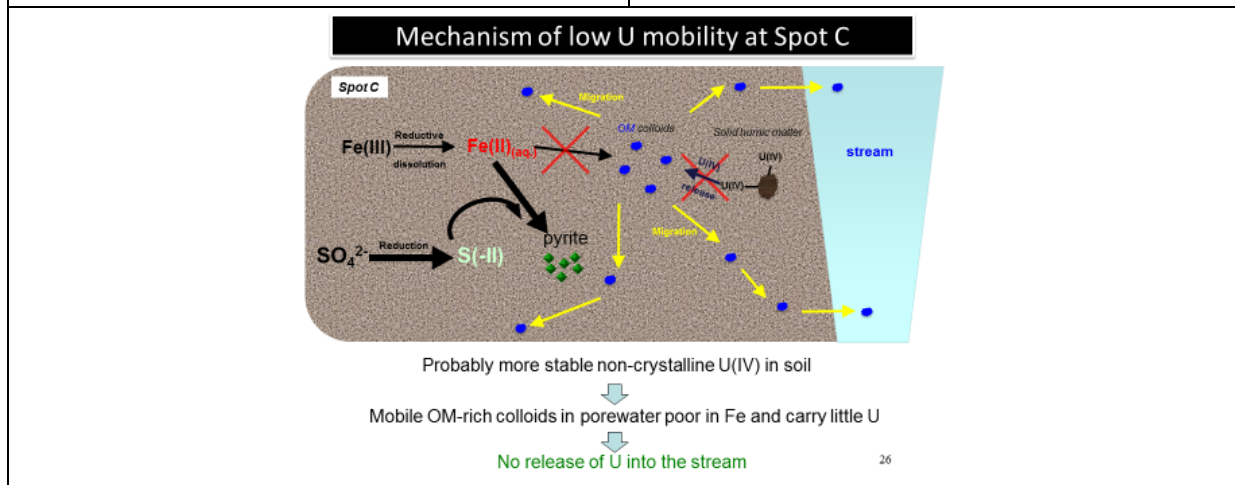 Mechanism of low U mobility at Spot C
Spot C
Migration
OM colloids
Solid humic matter
stream
Fe(III)
Reductive
dissolution
Fe(II)(aq.)
U(IV)
release
U(IV)
U(IV)
SO₄²⁻
Reduction
S(-II)
pyrite
Migration
Probably more stable non-crystalline U(IV) in soil
Mobile OM-rich colloids in porewater poor in Fe and carry little U
No release of U into the stream
26